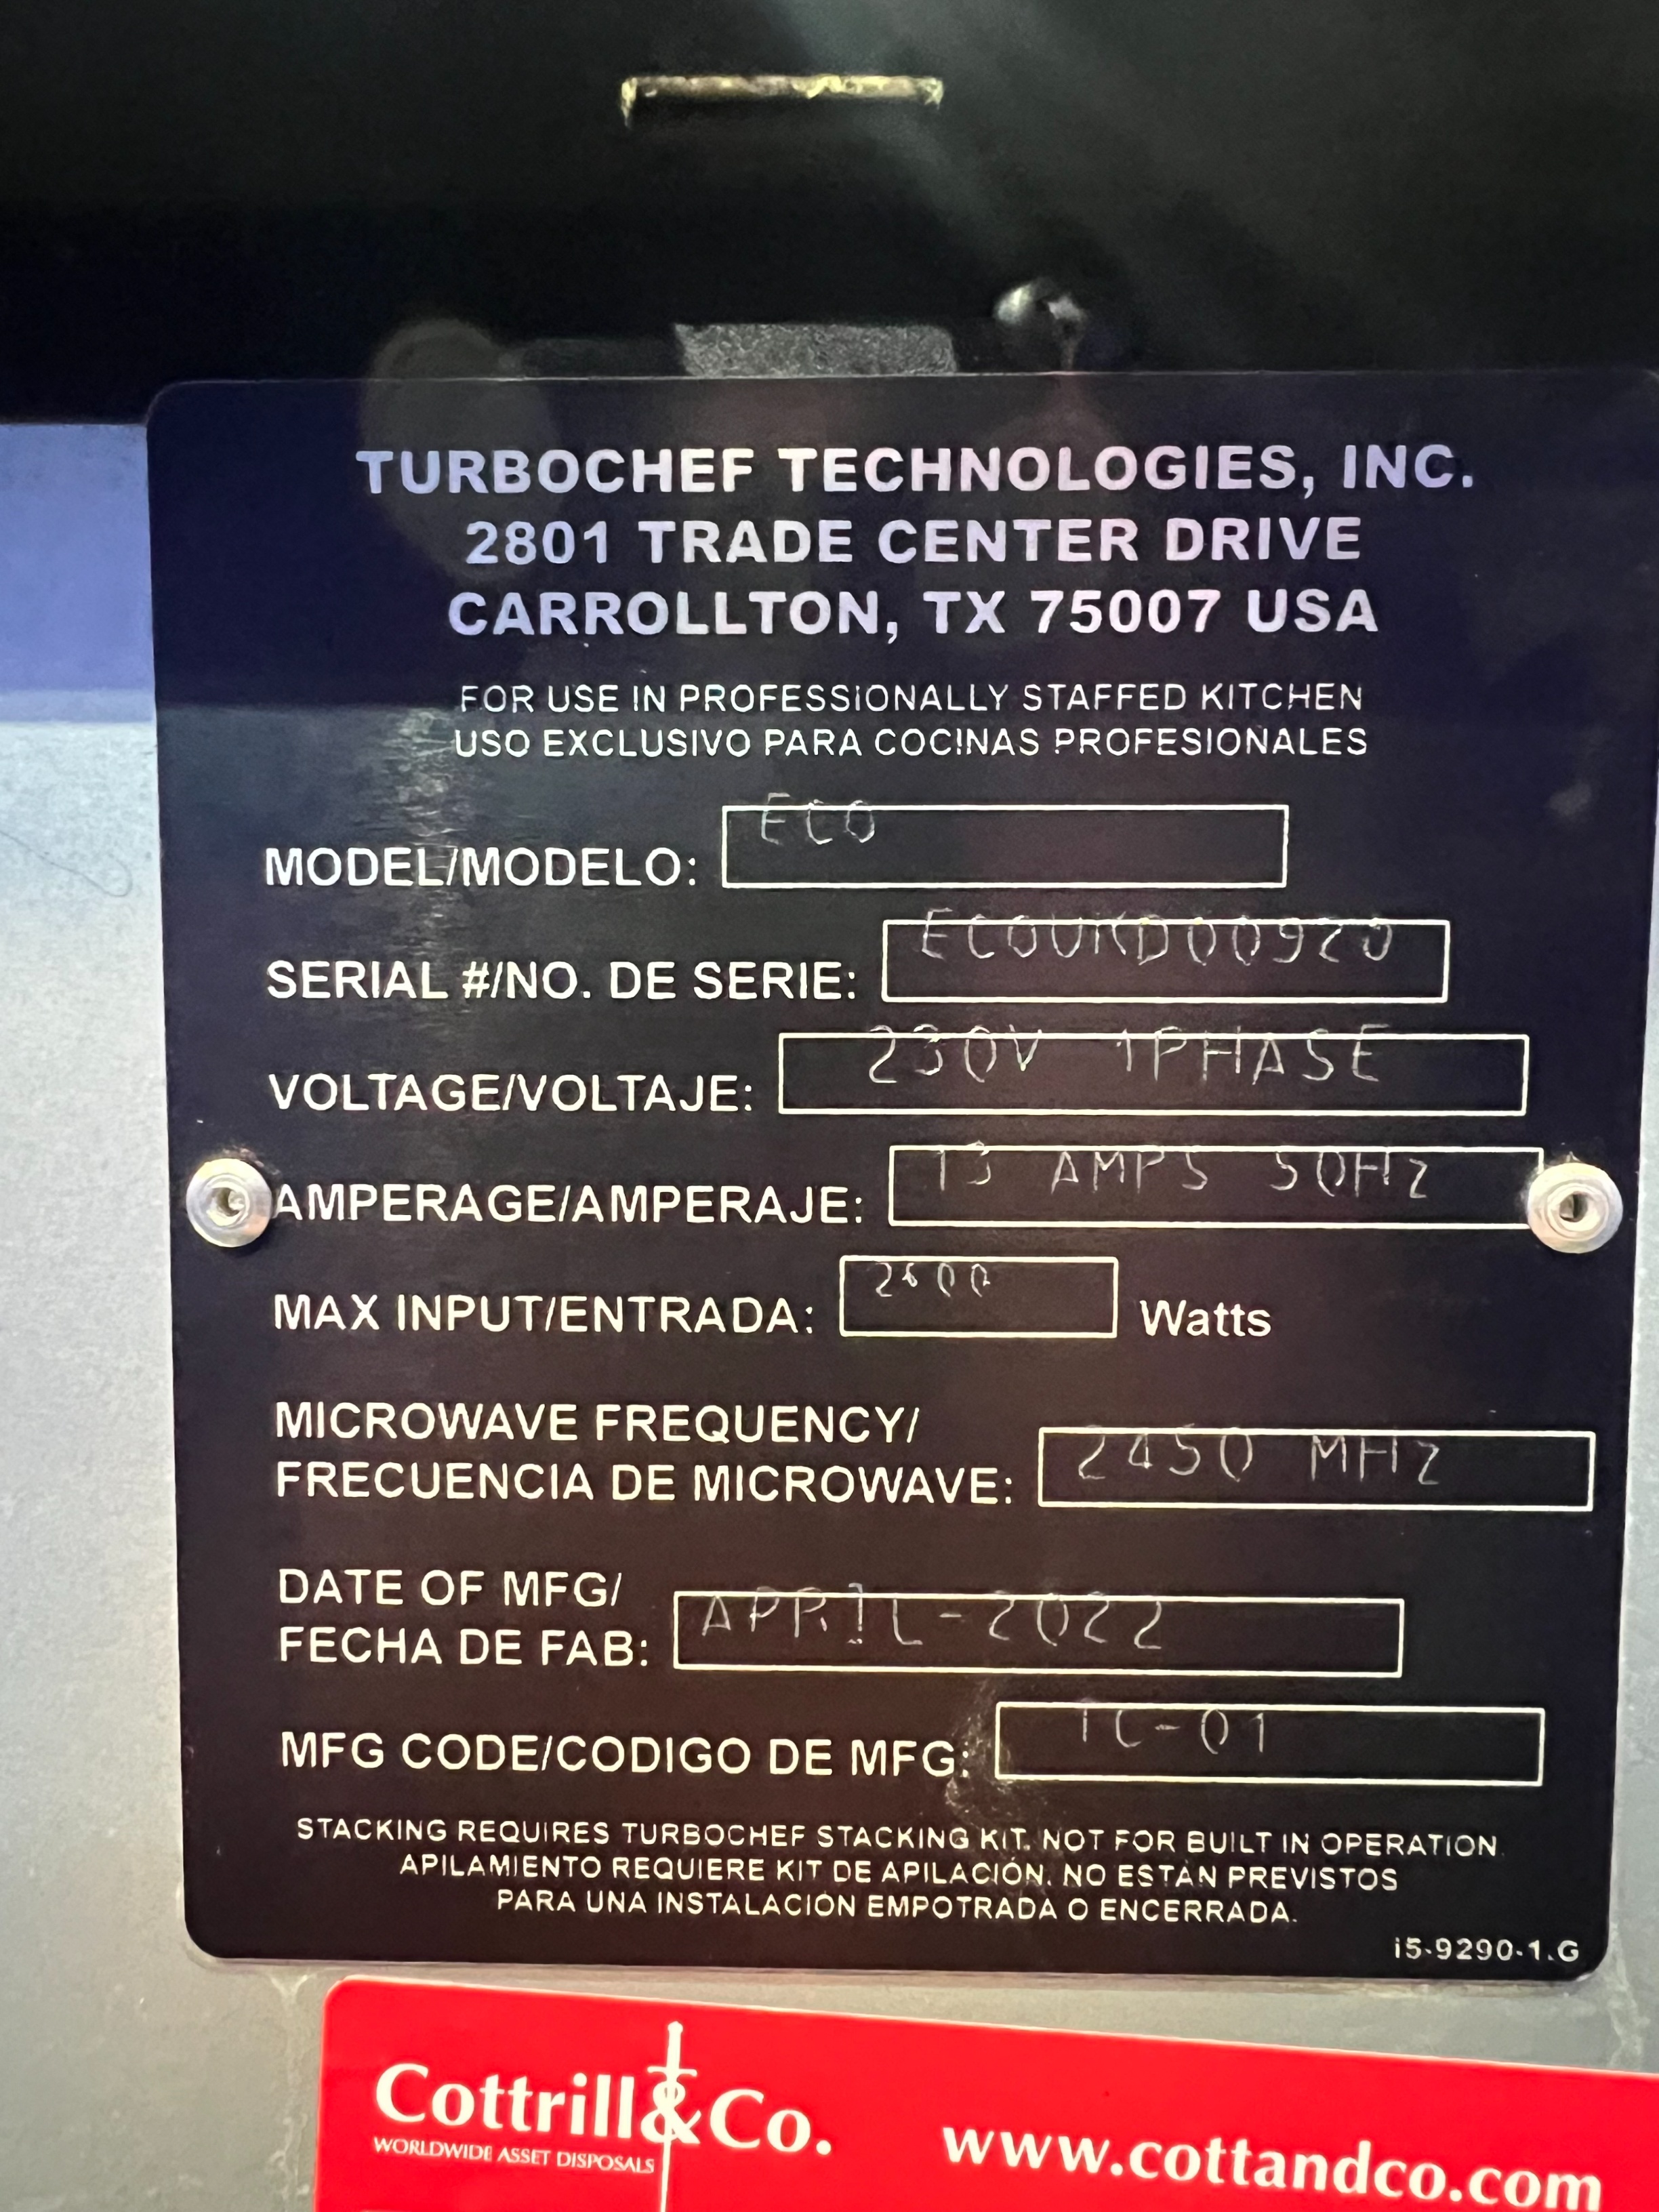 TURBOCHEF TECHNOLOGIES, INC.
2801 TRADE CENTER DRIVE
CARROLLTON, TX 75007 USA
FOR USE IN PROFESSIONALLY STAFFED KITCHEN
USO EXCLUSIVO PARA COCINAS PROFESIONALES
MODEL/MODELO: ECO
SERIAL #/NO. DE SERIE:
VOLTAGE/VOLTAJE: 230V 1PHASE
AMPERAGE/AMPERAJE: 13 AMPS 50Hz
MAX INPUT/ENTRADA: Watts
MICROWAVE FREQUENCY/
FRECUENCIA DE MICROWAVE: 2450 MHz
DATE OF MFG/
FECHA DE FAB: APRIL-2022
MFG CODE/CODIGO DE MFG: TC-01
STACKING REQUIRES TURBOCHEF STACKING KIT. NOT FOR BUILT IN OPERATION.
APILAMIENTO REQUIERE KIT DE APILACIÓN. NO ESTÁN PREVISTOS
PARA UNA INSTALACIÓN EMPOTRADA O ENCERRADA.
i5-9290-1.G
Cottrill&Co.
WORLDWIDE ASSET DISPOSALS
www.cottandco.com